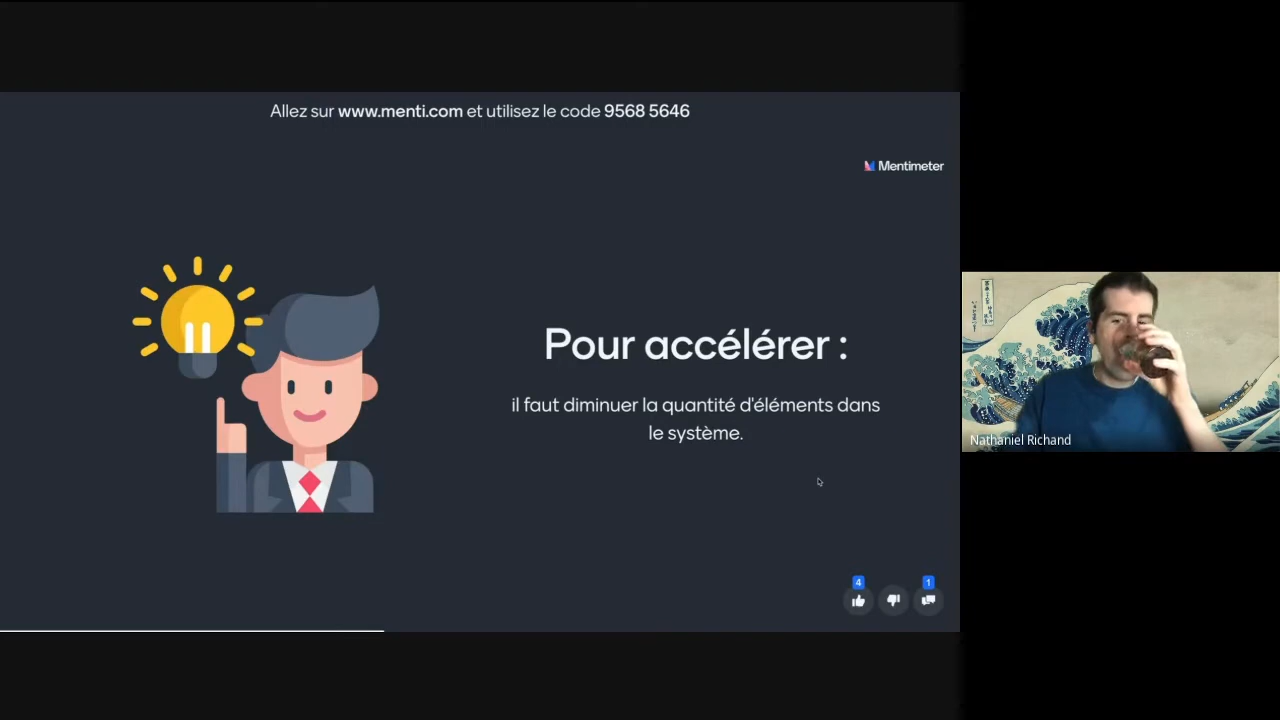 Allez sur www.menti.com et utilisez le code 9568 5646
Mentimeter
Pour accélérer :
il faut diminuer la quantité d'éléments dans
le système.
4
1
Nathaniel Richand